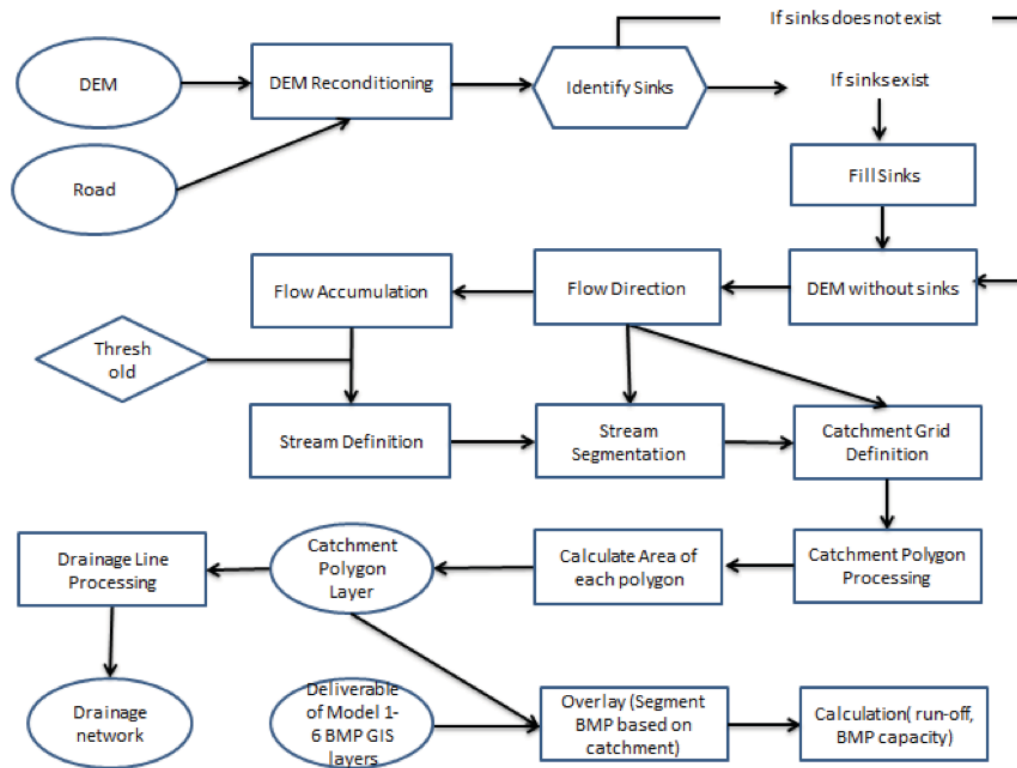 If sinks does not exist
DEM
DEM Reconditioning
Identify Sinks
If sinks exist
Road
Fill Sinks
Flow Accumulation
Flow Direction
DEM without sinks
Thresh
old
Stream Definition
Stream
Segmentation
Catchment Grid
Definition
Drainage Line
Processing
Catchment
Polygon
Layer
Calculate Area of
each polygon
Catchment Polygon
Processing
Drainage
network
Deliverable
of Model 1-
6 BMP GIS
layers
Overlay (Segment
BMP based on
catchment)
Calculation( run-off,
BMP capacity)